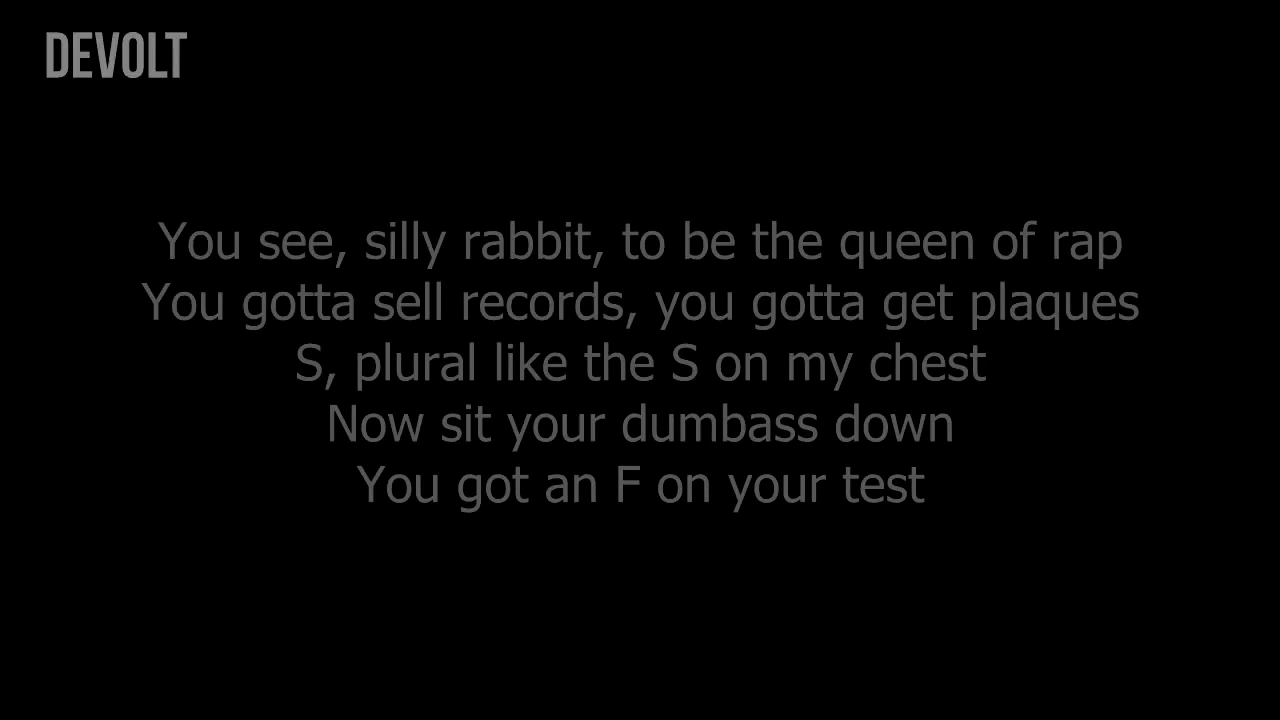 DEVOLT
You see, silly rabbit, to be the queen of rap
You gotta sell records, you gotta get plaques
S, plural like the S on my chest
Now sit your dumbass down
You got an F on your test